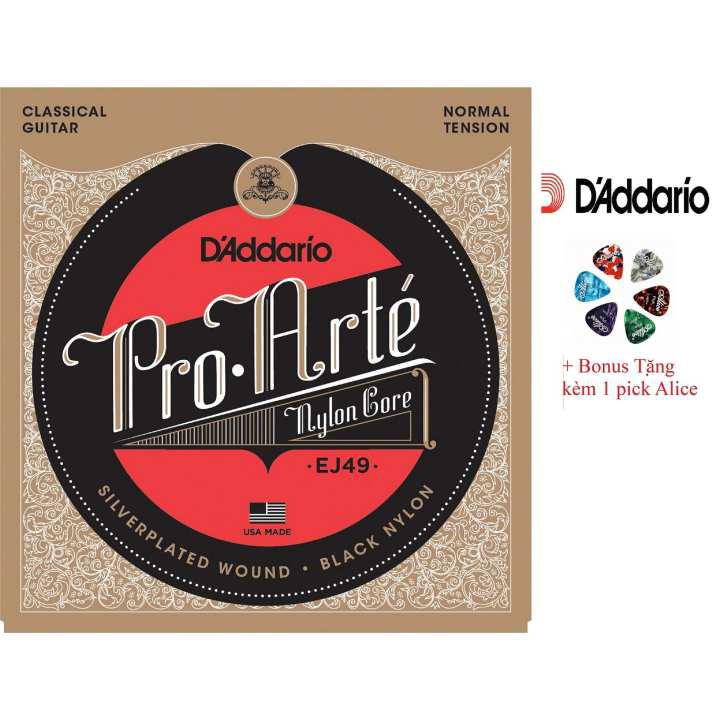 CLASSICAL
GUITAR
NORMAL
TENSION
D'Addario
Pro·Arté
Nylon Core
·EJ49·
USA MADE
SILVERPLATED WOUND · BLACK NYLON
D'Addario
Alice
+ Bonus Tặng
kèm 1 pick Alice